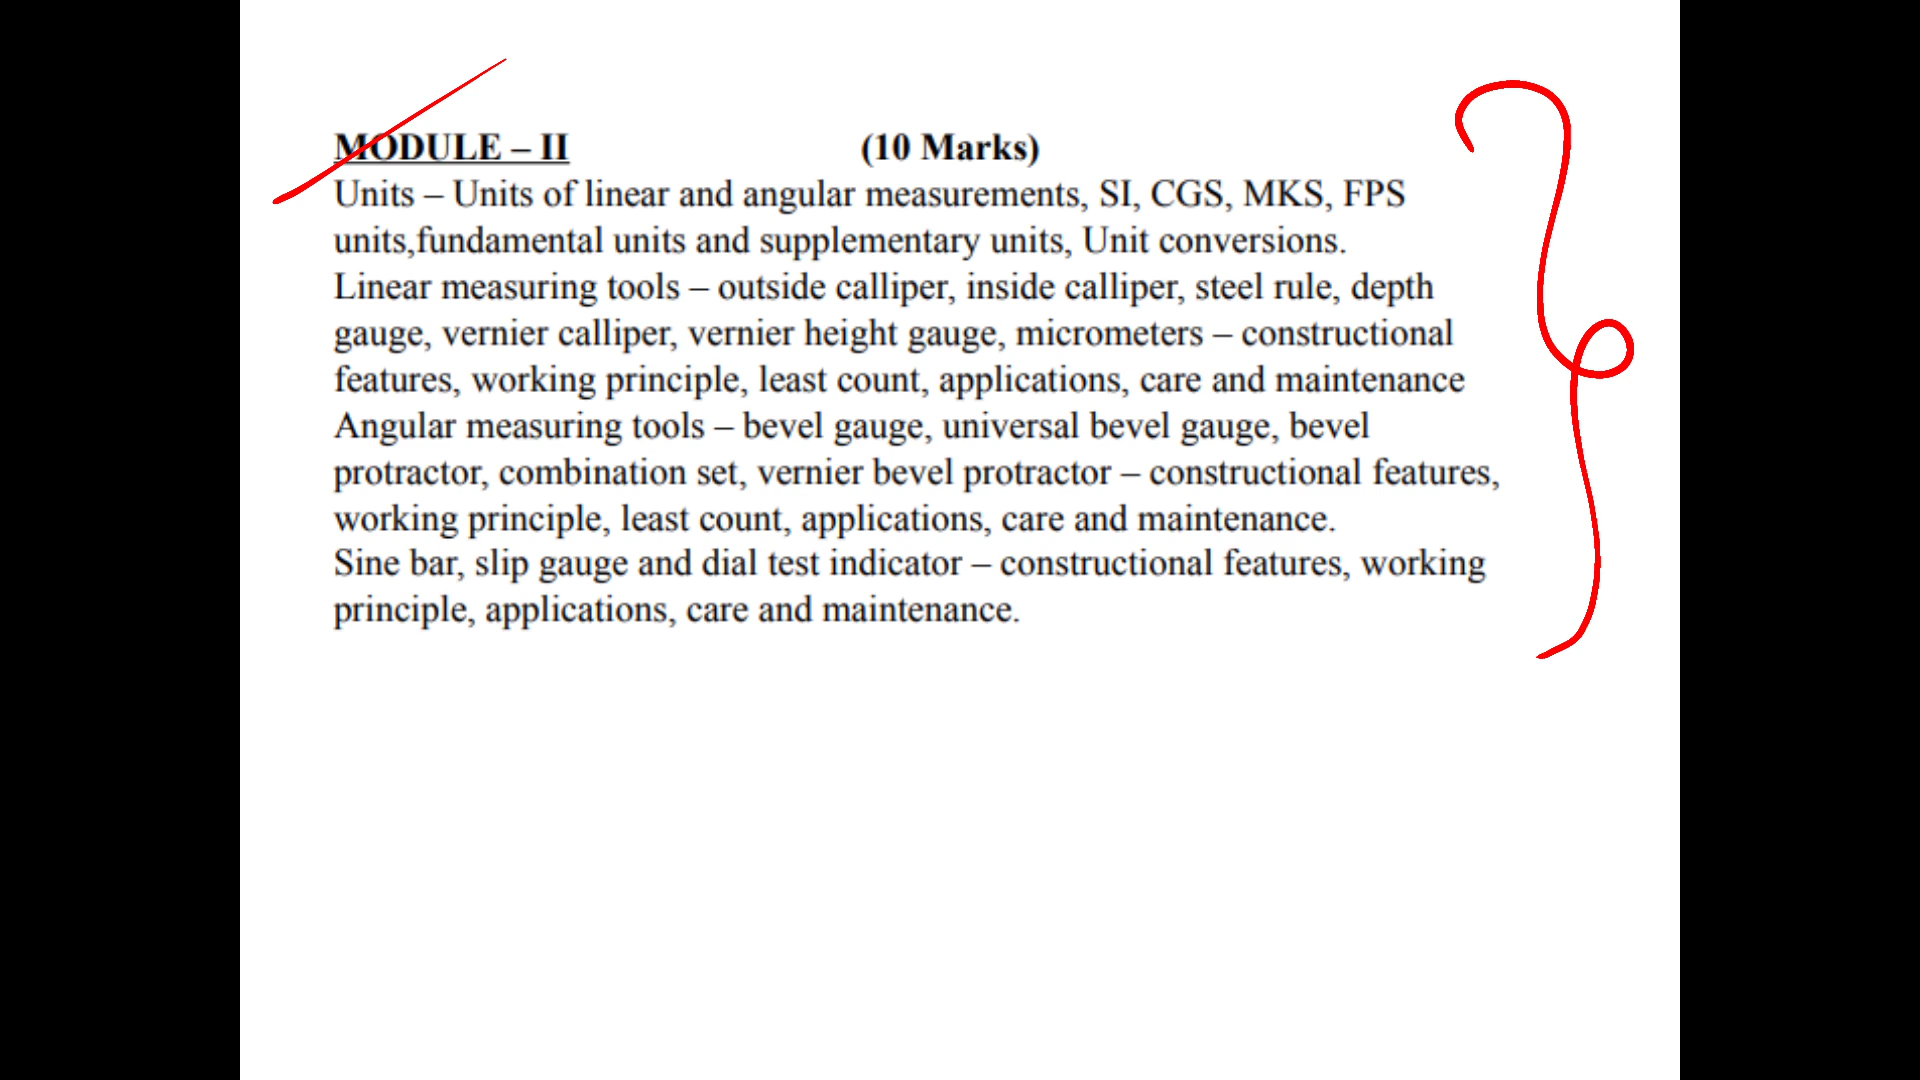 MODULE – II (10 Marks)
Units – Units of linear and angular measurements, SI, CGS, MKS, FPS
units,fundamental units and supplementary units, Unit conversions.
Linear measuring tools – outside calliper, inside calliper, steel rule, depth
gauge, vernier calliper, vernier height gauge, micrometers – constructional
features, working principle, least count, applications, care and maintenance
Angular measuring tools – bevel gauge, universal bevel gauge, bevel
protractor, combination set, vernier bevel protractor – constructional features,
working principle, least count, applications, care and maintenance.
Sine bar, slip gauge and dial test indicator – constructional features, working
principle, applications, care and maintenance.